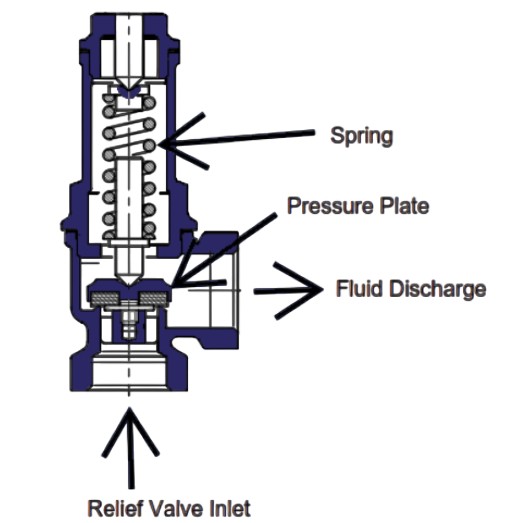 Spring
Pressure Plate
Fluid Discharge
Relief Valve Inlet